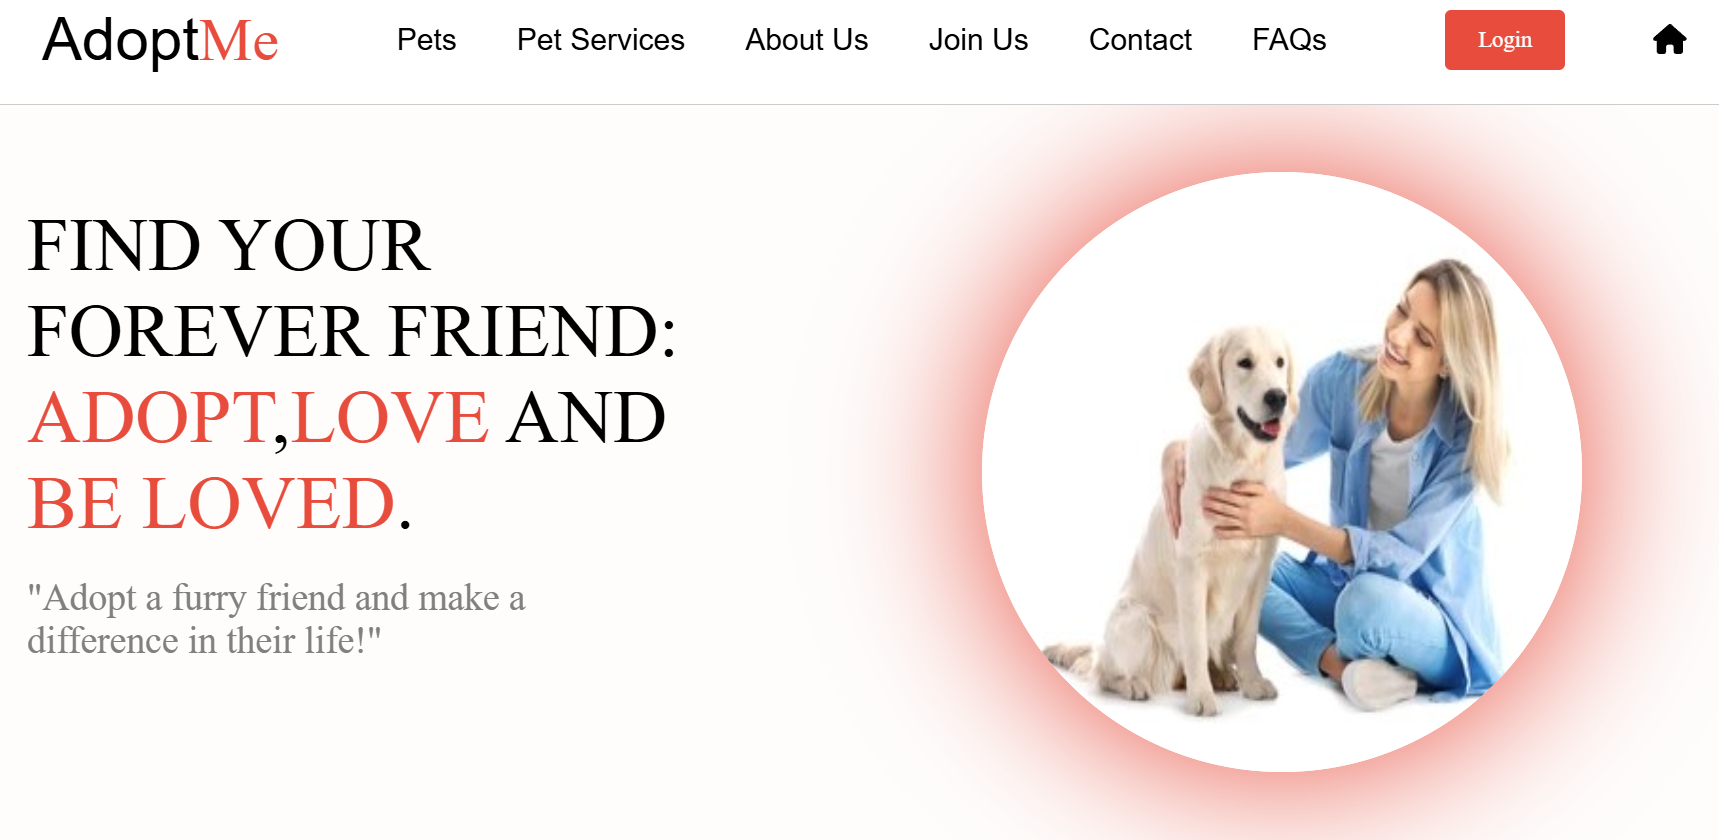 AdoptMe Pets Pet Services About Us Join Us Contact FAQs Login
FIND YOUR
FOREVER FRIEND:
ADOPT,LOVE AND
BE LOVED.
"Adopt a furry friend and make a
difference in their life!"